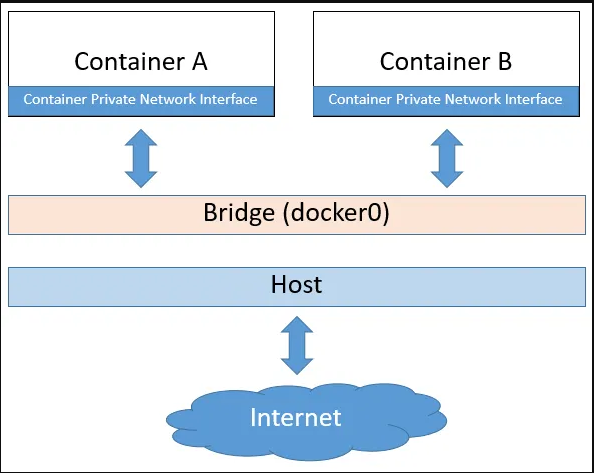 Container A
Container B
Container Private Network Interface
Container Private Network Interface
Bridge (docker0)
Host
Internet